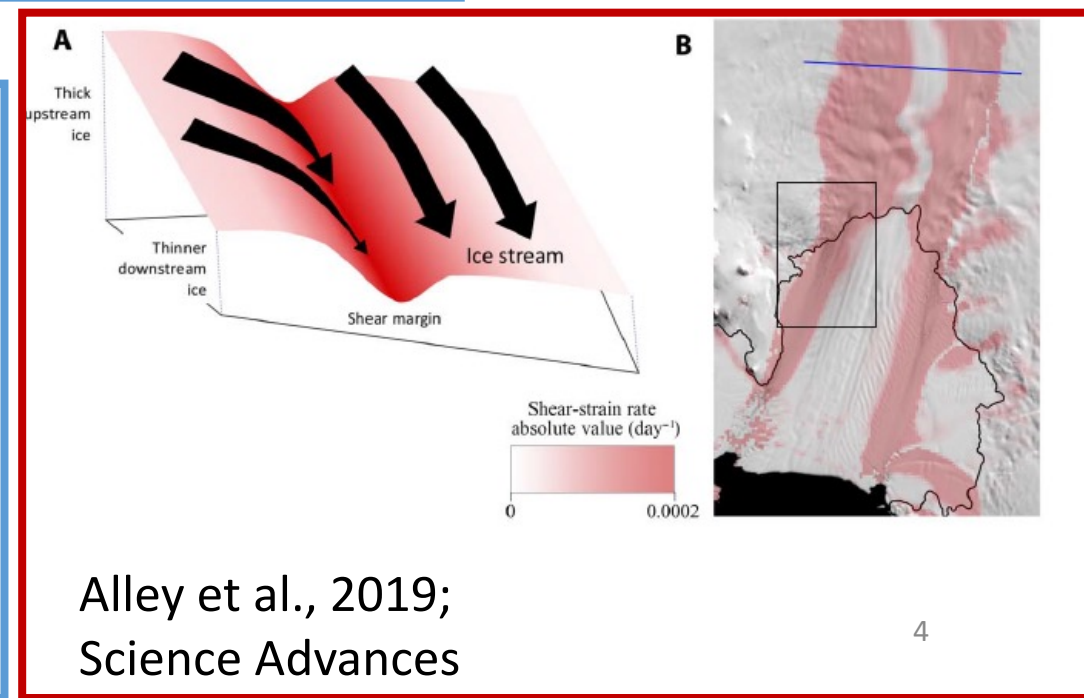 A
Thick
upstream
ice
Thinner
downstream
ice
Ice stream
Shear margin
B
Shear-strain rate
absolute value (day⁻¹)
0
0.0002
Alley et al., 2019;
Science Advances
4